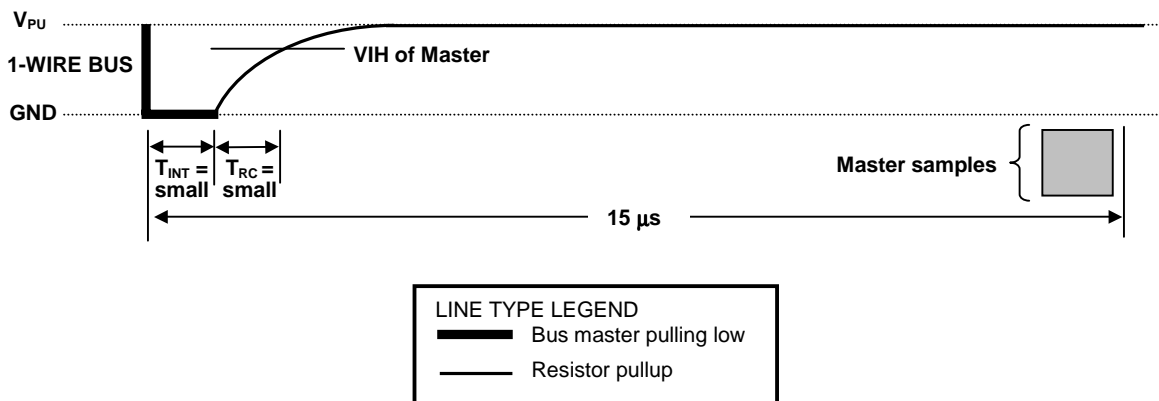 VPU
1-WIRE BUS
VIH of Master
GND
TINT =
small
TRC =
small
Master samples
15 μs
LINE TYPE LEGEND
Bus master pulling low
Resistor pullup